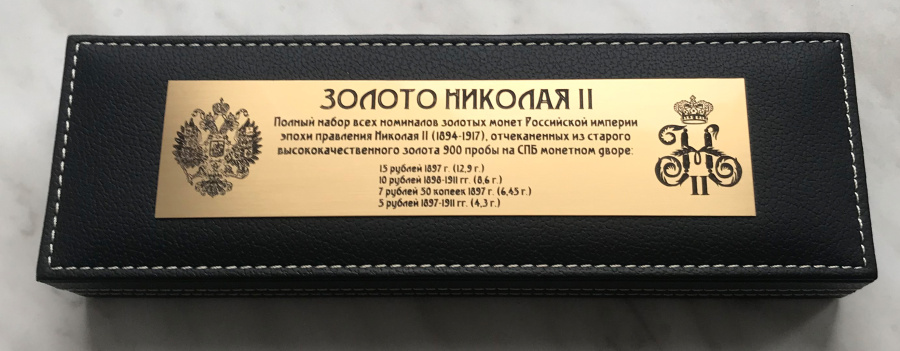 ЗОЛОТО НИКОЛАЯ II
Полный набор всех номиналов золотых монет Российской империи
эпохи правления Николая II (1894-1917), отчеканенных из старого
высококачественного золота 900 пробы на СПБ монетном дворе:
15 рублей 1897 г. (12,9 г.)
10 рублей 1898-1911 гг. (8,6 г.)
7 рублей 50 копеек 1897 г. (6,45 г.)
5 рублей 1897-1911 гг. (4,3 г.)
Н
II